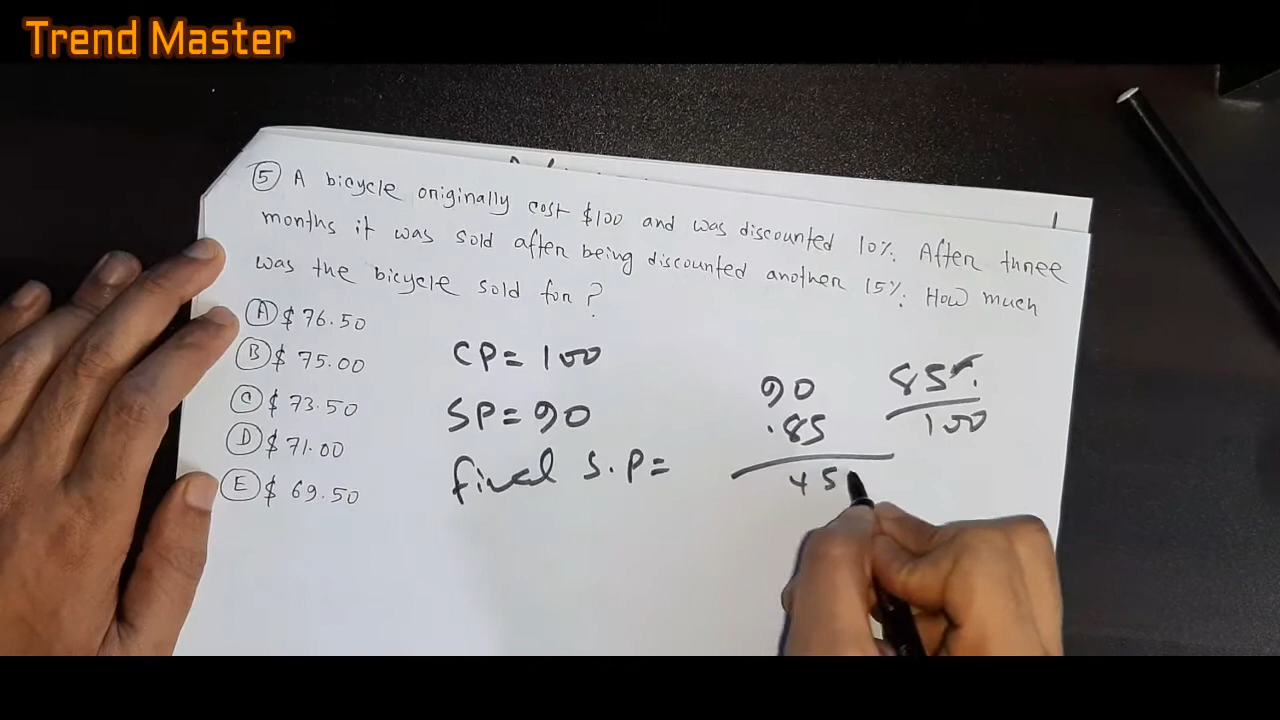 Trend Master
5 A bicycle originally cost $100 and was discounted 10%. After three
months it was sold after being discounted another 15%. How much
was the bicycle sold for?
A $ 76.50
B $ 75.00
C $ 73.50
D $ 71.00
E $ 69.50
CP = 100
SP = 90
final S.P =
90
.85
45
85%
100